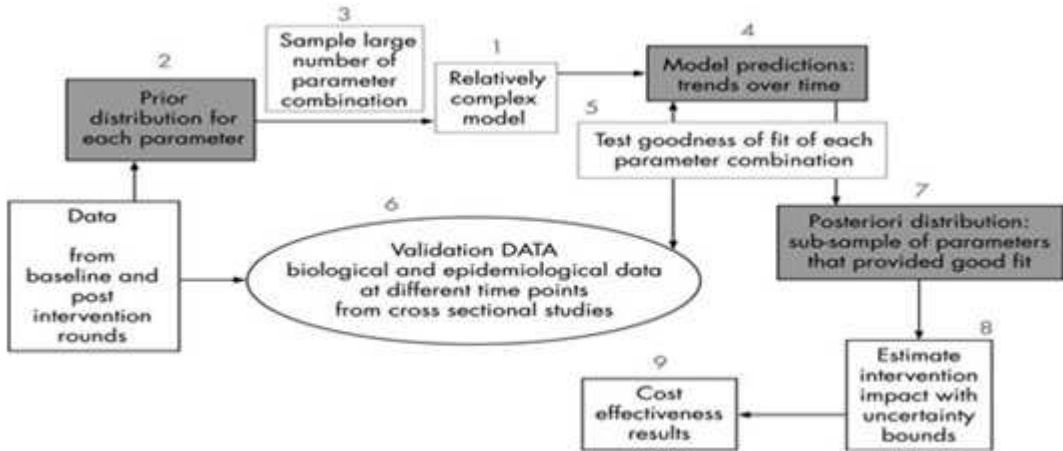 3
Sample large
number of
parameter
combination
1
Relatively
complex
model
4
Model predictions:
trends over time
2
Prior
distribution for
each parameter
5
Test goodness of fit of each
parameter combination
Data
from
baseline and
post
intervention
rounds
6
Validation DATA
biological and epidemiological data
at different time points
from cross sectional studies
7
Posteriori distribution:
sub-sample of parameters
that provided good fit
8
Estimate
intervention
impact with
uncertainty
bounds
9
Cost
effectiveness
results